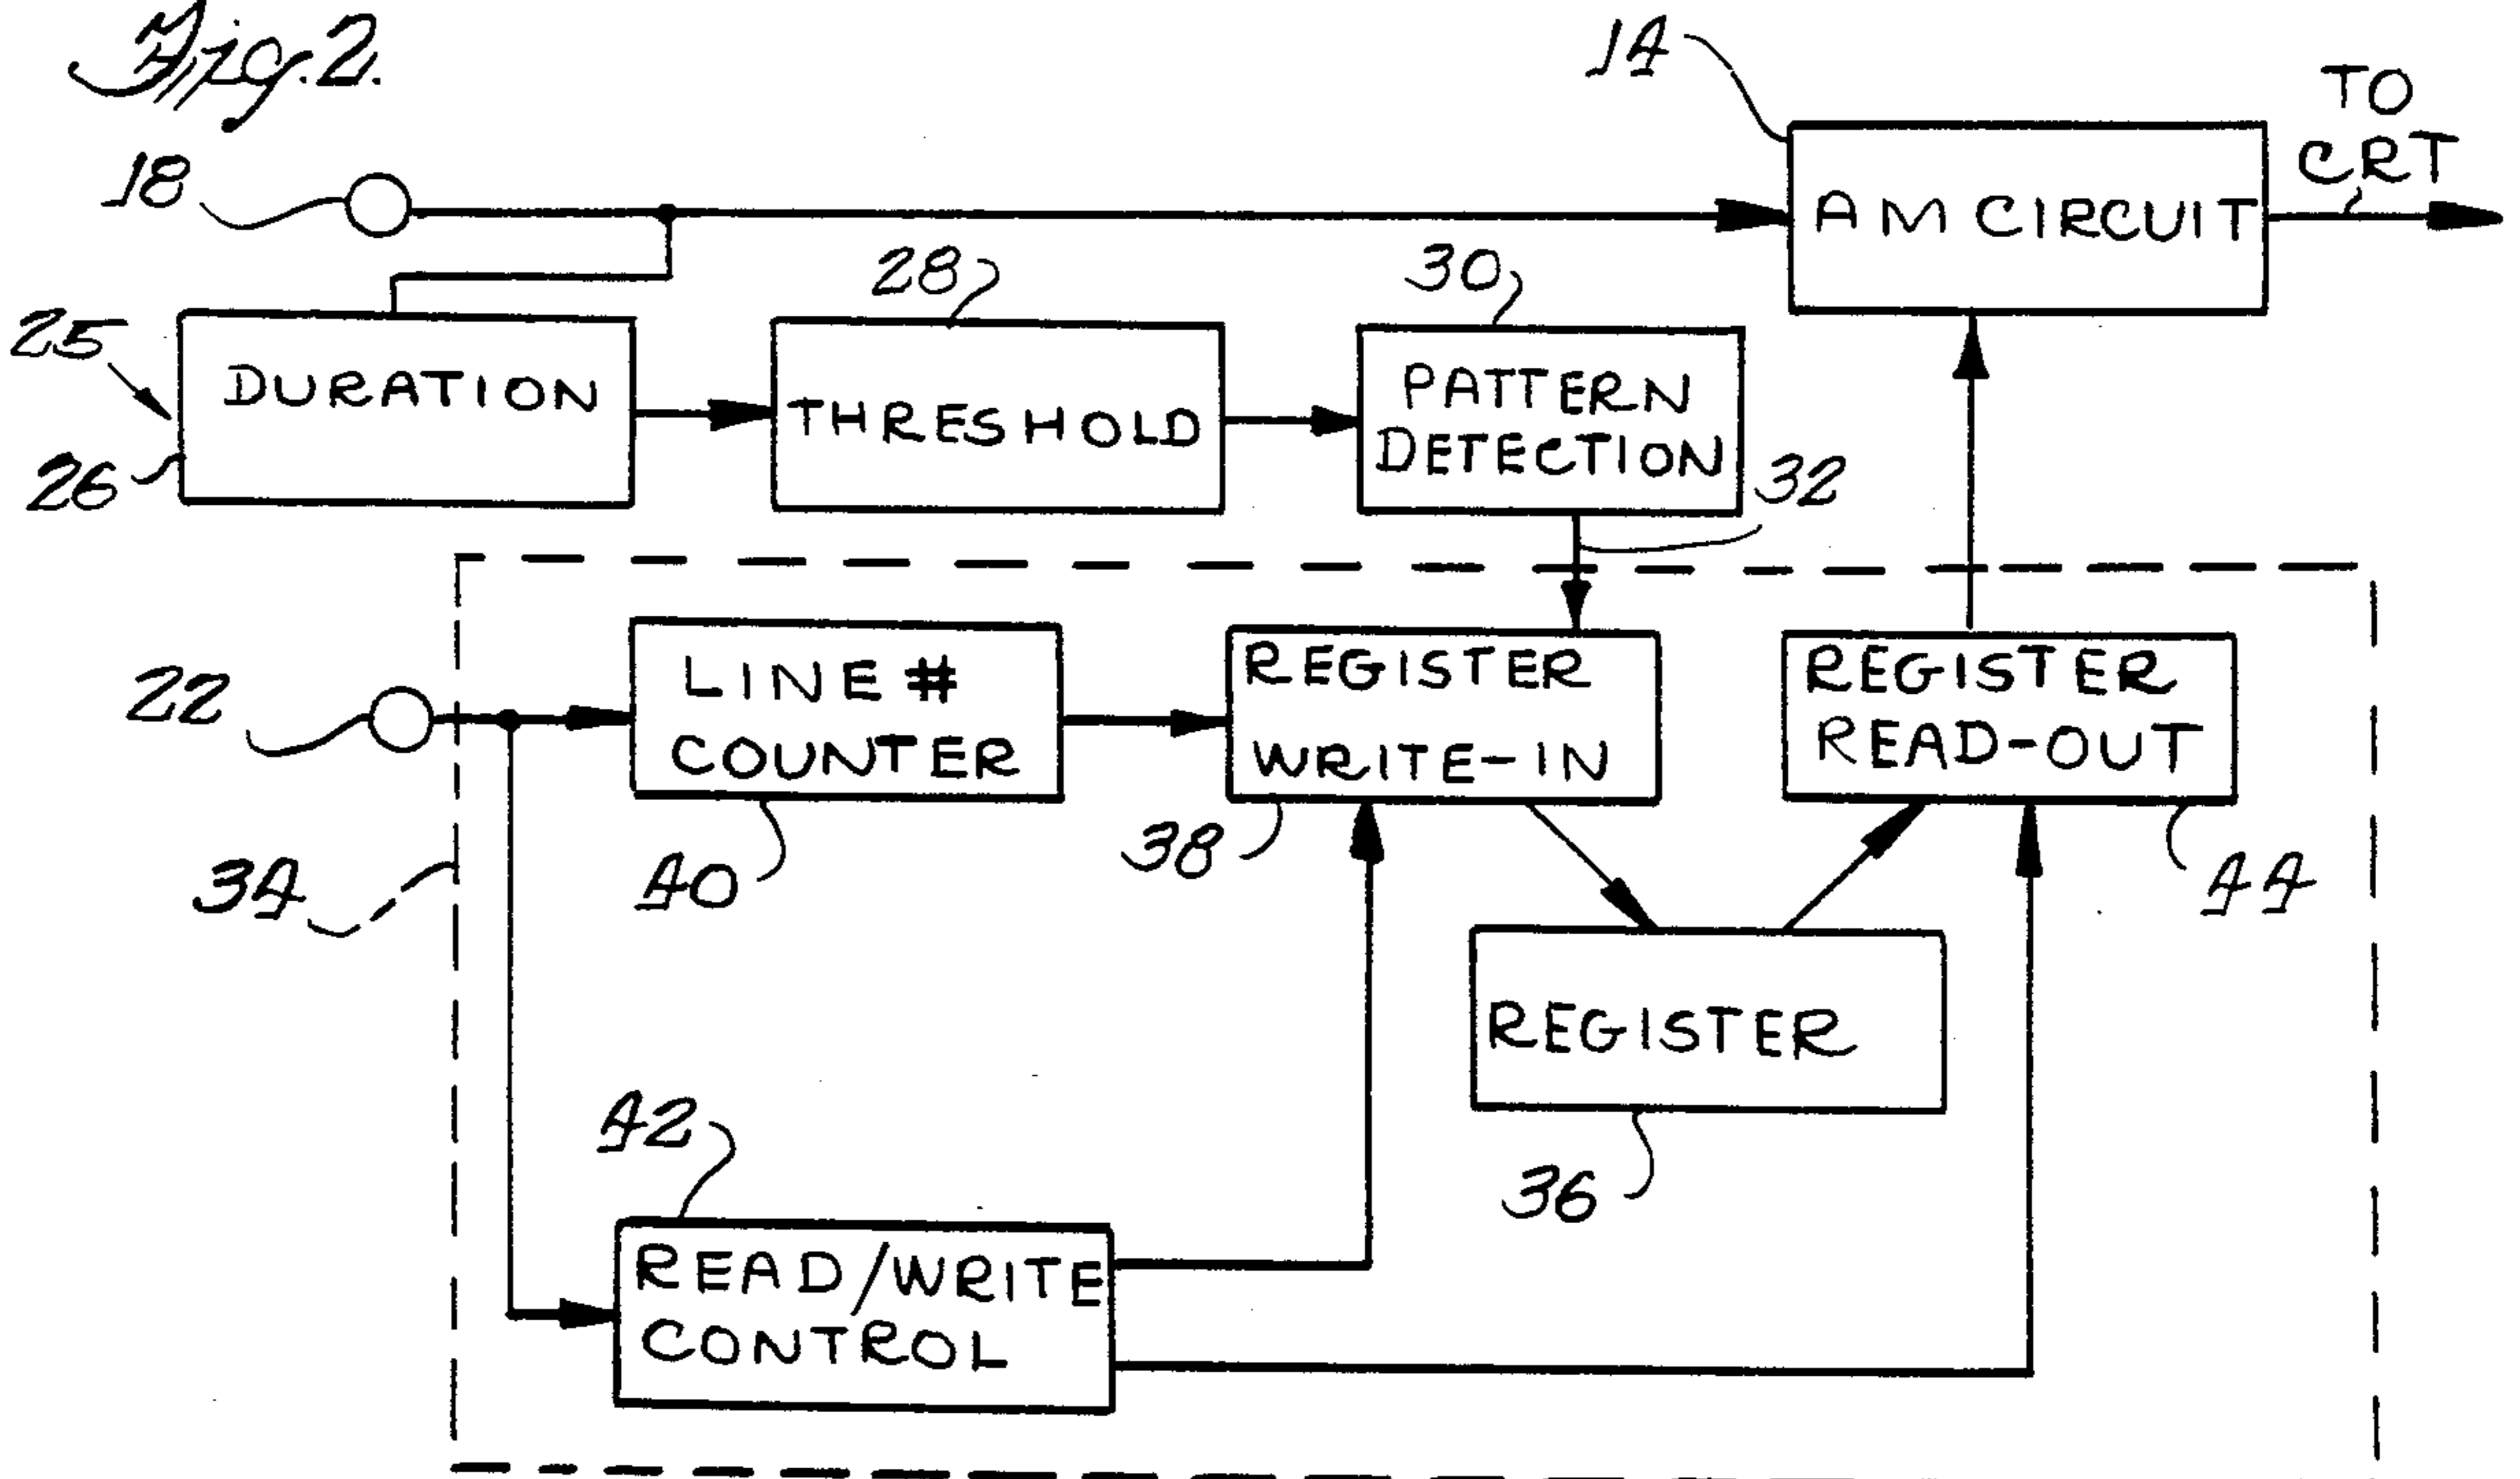 Fig. 2.
14
TO
CRT
18
AM CIRCUIT
28
30
25
DURATION
THRESHOLD
PATTERN
DETECTION
26
32
22
LINE #
COUNTER
REGISTER
WRITE-IN
REGISTER
READ-OUT
34
40
38
44
REGISTER
42
36
READ/WRITE
CONTROL